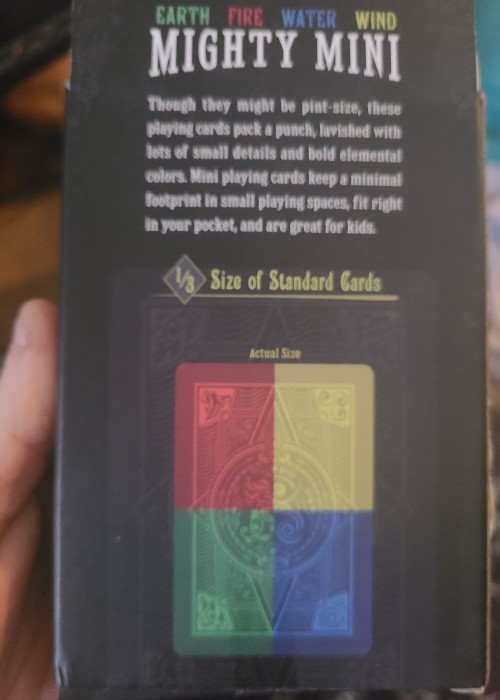 EARTH FIRE WATER WIND
MIGHTY MINI
Though they might be pint-size, these
playing cards pack a punch, lavished with
lots of small details and bold elemental
colors. Mini playing cards keep a minimal
footprint in small playing spaces, fit right
in your pocket, and are great for kids.
1/3 Size of Standard Cards
Actual Size